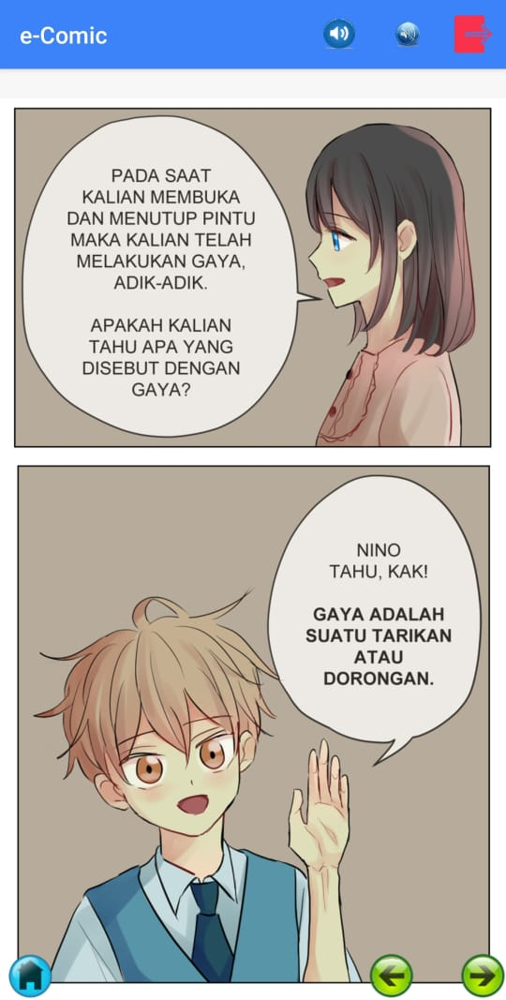 e-Comic
PADA SAAT
KALIAN MEMBUKA
DAN MENUTUP PINTU
MAKA KALIAN TELAH
MELAKUKAN GAYA,
ADIK-ADIK.
APAKAH KALIAN
TAHU APA YANG
DISEBUT DENGAN
GAYA?
NINO
TAHU, KAK!
GAYA ADALAH
SUATU TARIKAN
ATAU
DORONGAN.